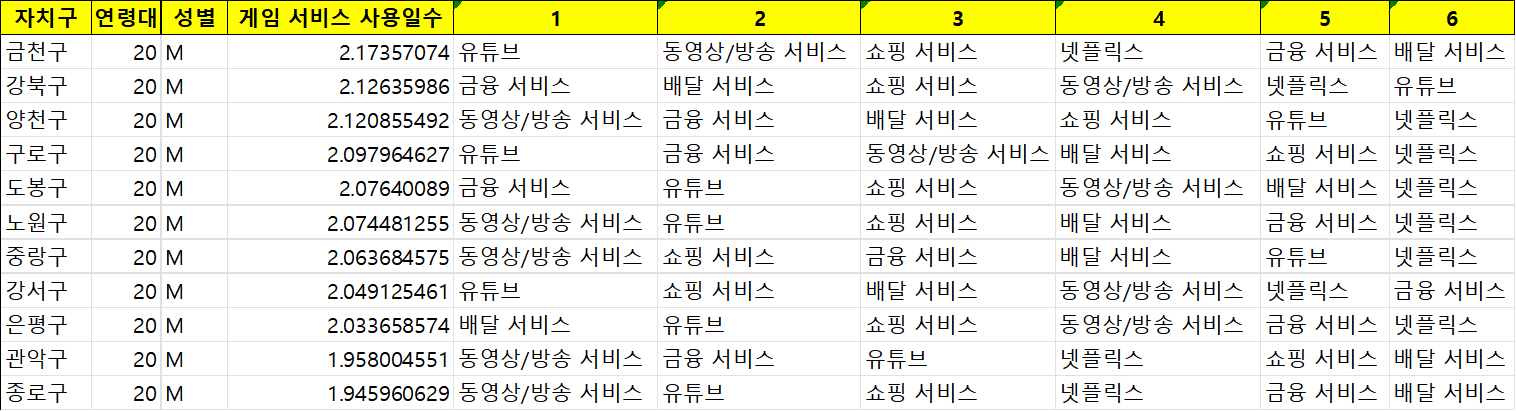 자치구 연령대 성별 게임 서비스 사용일수 1 2 3 4 5 6
금천구 20 M 2.17357074 유튜브 동영상/방송 서비스 쇼핑 서비스 넷플릭스 금융 서비스 배달 서비스
강북구 20 M 2.12635986 금융 서비스 배달 서비스 쇼핑 서비스 동영상/방송 서비스 넷플릭스 유튜브
양천구 20 M 2.120855492 동영상/방송 서비스 금융 서비스 배달 서비스 쇼핑 서비스 유튜브 넷플릭스
구로구 20 M 2.097964627 유튜브 금융 서비스 동영상/방송 서비스 배달 서비스 쇼핑 서비스 넷플릭스
도봉구 20 M 2.07640089 금융 서비스 유튜브 쇼핑 서비스 동영상/방송 서비스 배달 서비스 넷플릭스
노원구 20 M 2.074481255 동영상/방송 서비스 유튜브 쇼핑 서비스 배달 서비스 금융 서비스 넷플릭스
중랑구 20 M 2.063684575 동영상/방송 서비스 쇼핑 서비스 금융 서비스 배달 서비스 유튜브 넷플릭스
강서구 20 M 2.049125461 유튜브 쇼핑 서비스 배달 서비스 동영상/방송 서비스 넷플릭스 금융 서비스
은평구 20 M 2.033658574 배달 서비스 유튜브 쇼핑 서비스 동영상/방송 서비스 금융 서비스 넷플릭스
관악구 20 M 1.958004551 동영상/방송 서비스 금융 서비스 유튜브 넷플릭스 쇼핑 서비스 배달 서비스
종로구 20 M 1.945960629 동영상/방송 서비스 유튜브 쇼핑 서비스 넷플릭스 금융 서비스 배달 서비스